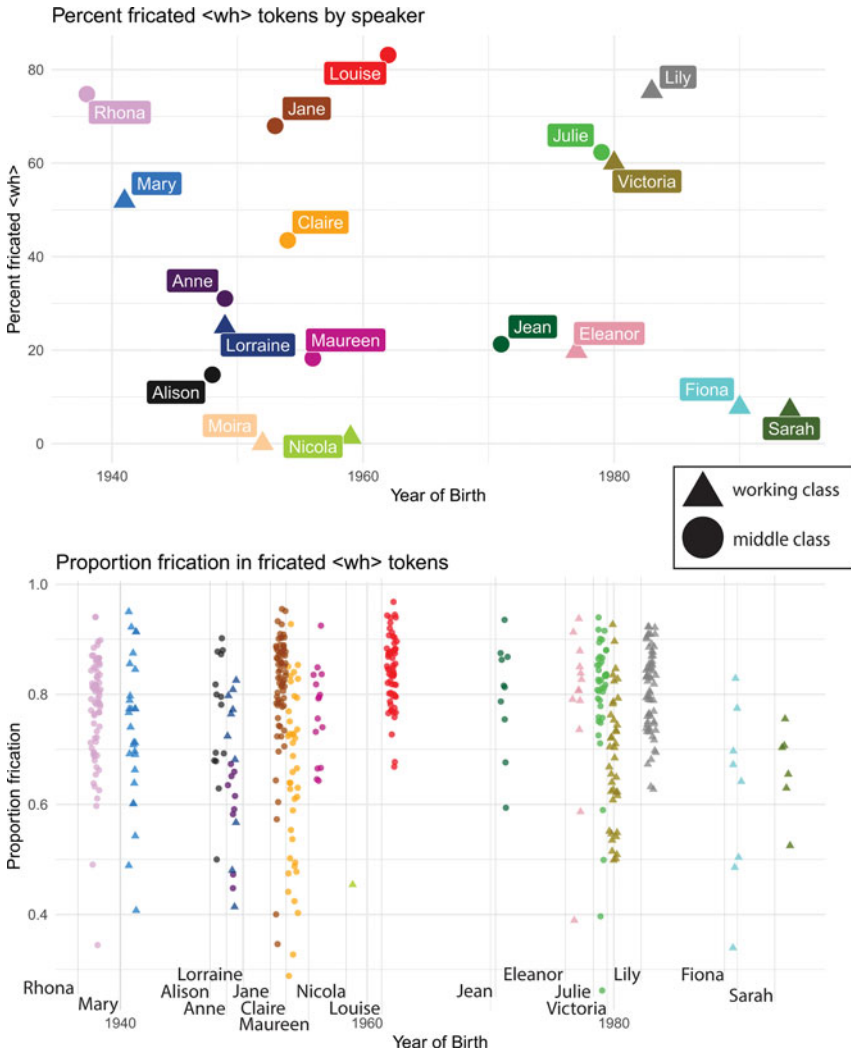 Percent fricated <wh> tokens by speaker
80
60
40
20
0
Percent fricated <wh>
Louise
Lily
Rhona
Jane
Julie
Mary
Victoria
Claire
Anne
Jean
Eleanor
Lorraine
Maureen
Alison
Fiona
Moira
Nicola
Sarah
1940
1960
1980
Year of Birth
working class
middle class
Proportion frication in fricated <wh> tokens
1.0
0.8
0.6
0.4
Proportion frication
Rhona
Mary
Lorraine
Alison
Anne
Jane
Claire
Maureen
Nicola
Louise
Jean
Eleanor
Julie
Victoria
Lily
Fiona
Sarah
1940
1960
1980
Year of Birth